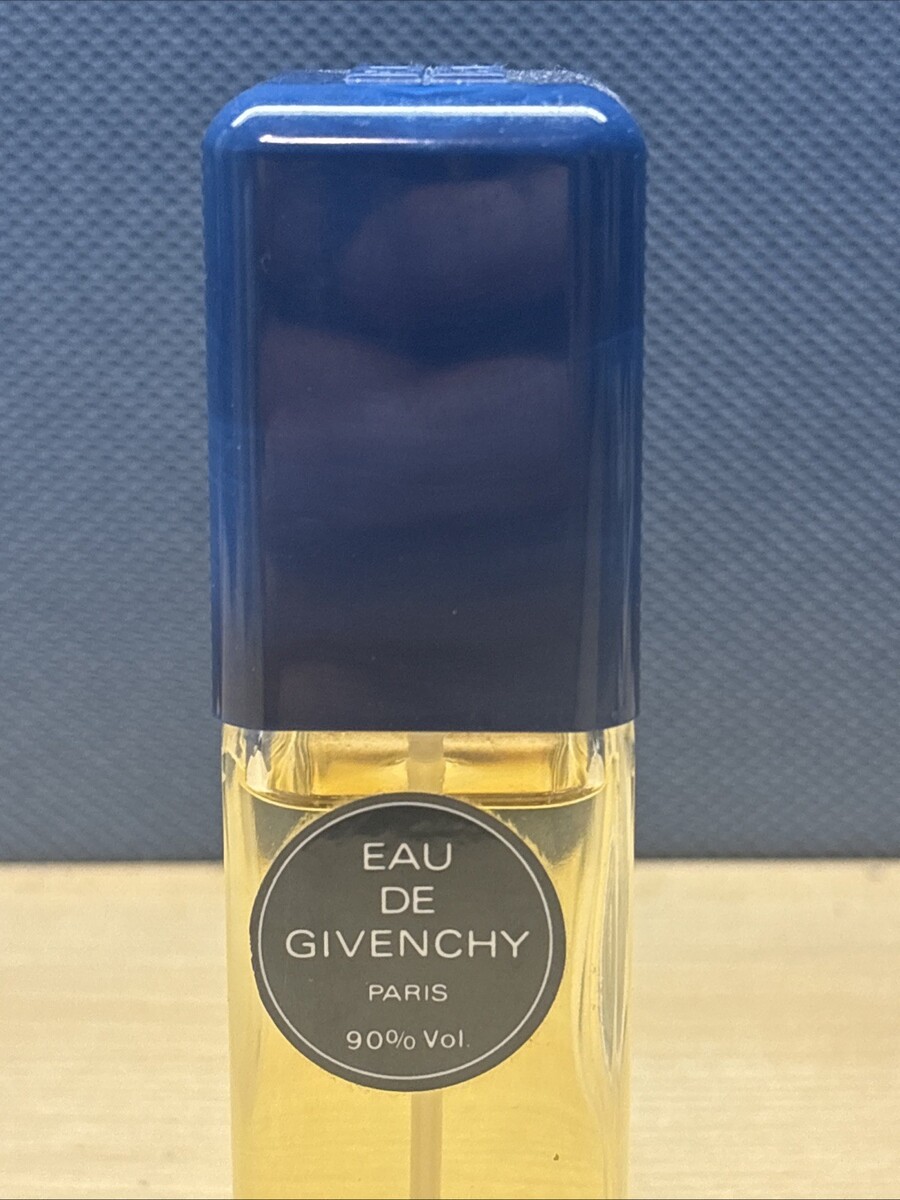 EAU
DE
GIVENCHY
PARIS
90% Vol.